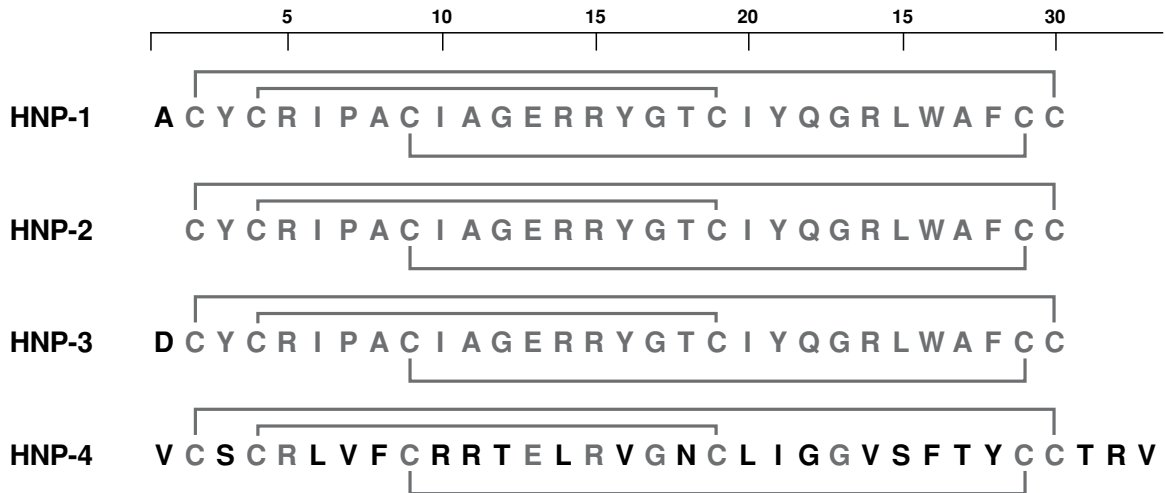 5 10 15 20 15 30
HNP-1 A C Y C R I P A C I A G E R R Y G T C I Y Q G R L W A F C C
HNP-2 C Y C R I P A C I A G E R R Y G T C I Y Q G R L W A F C C
HNP-3 D C Y C R I P A C I A G E R R Y G T C I Y Q G R L W A F C C
HNP-4 V C S C R L V F C R R T E L R V G N C L I G G V S F T Y C C T R V